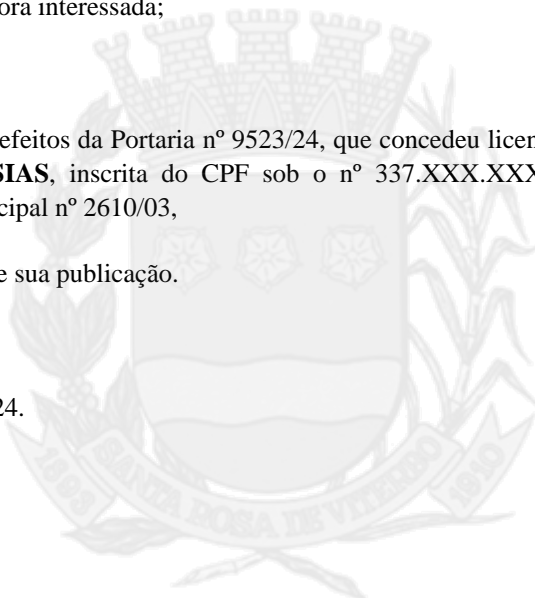 ora interessada;
efeitos da Portaria nº 9523/24, que concedeu licen
SIAS, inscrita do CPF sob o nº 337.XXX.XXX
cipal nº 2610/03,
e sua publicação.
24.
1893 SANTA ROSA DE VITERBO 1910